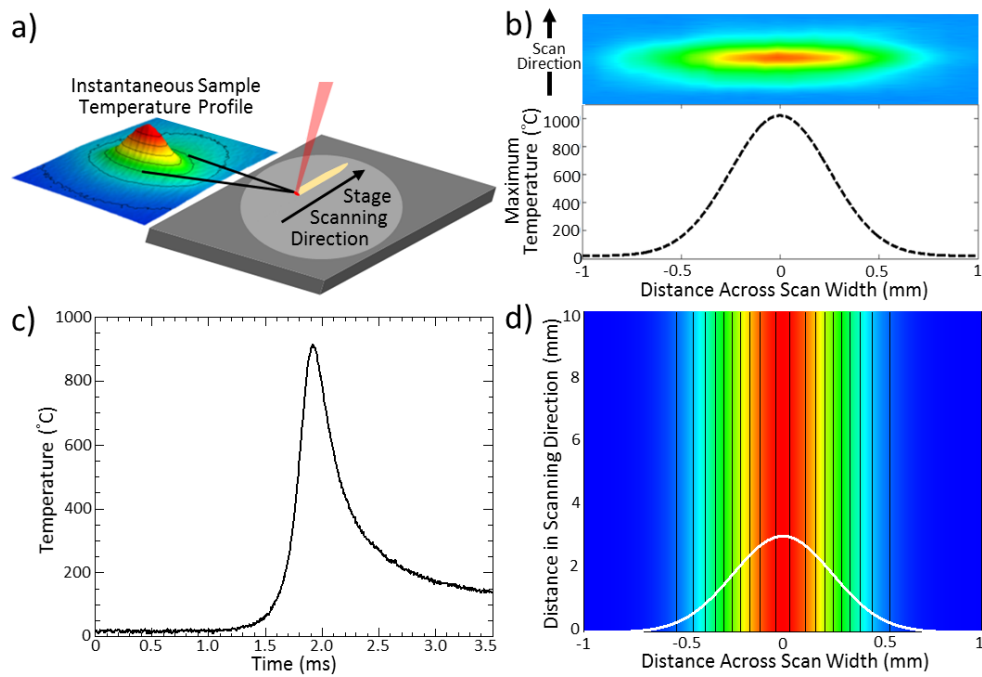 a)
Instantaneous Sample
Temperature Profile
Stage
Scanning
Direction
b)
Scan
Direction
Maximum
Temperature (˚C)
1000
800
600
400
200
0
-1
-0.5
0
0.5
1
Distance Across Scan Width (mm)
c)
Temperature (˚C)
1000
800
600
400
200
0
0
0.5
1.0
1.5
2.0
2.5
3.0
3.5
Time (ms)
d)
Distance in Scanning Direction (mm)
10
8
6
4
2
0
-1
-0.5
0
0.5
1
Distance Across Scan Width (mm)